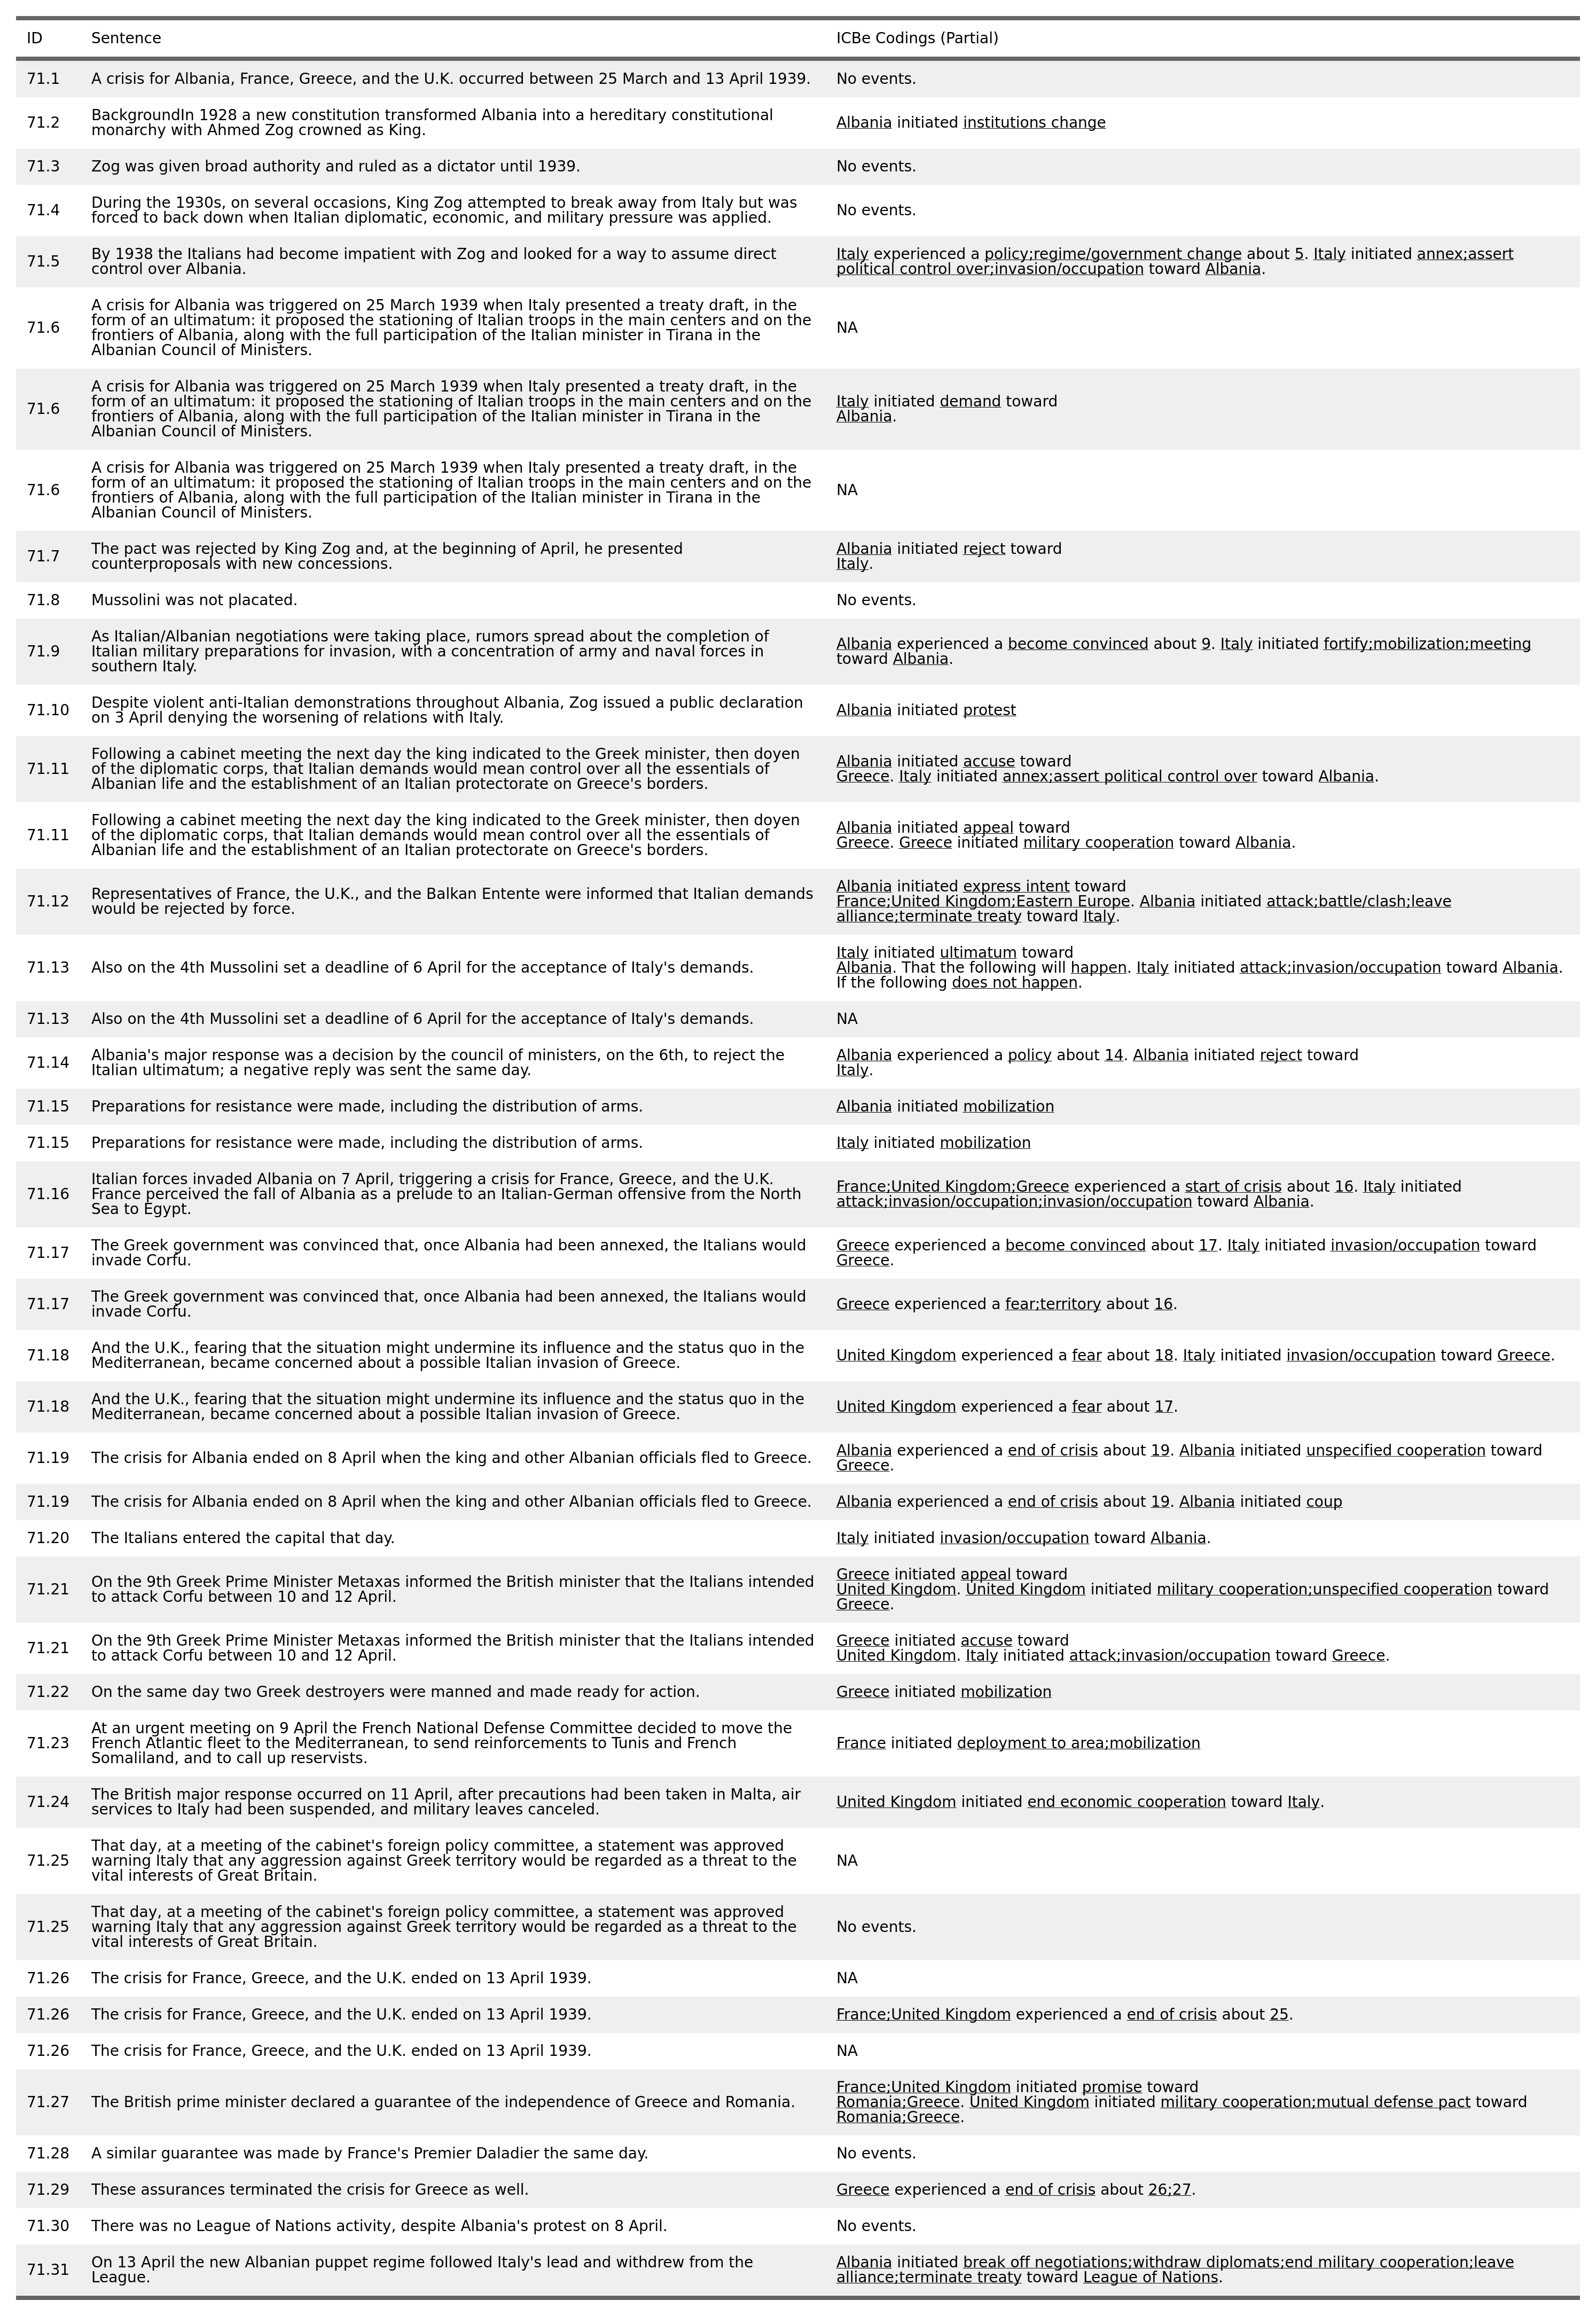 ID Sentence ICBe Codings (Partial)
71.1 A crisis for Albania, France, Greece, and the U.K. occurred between 25 March and 13 April 1939. No events.
71.2 BackgroundIn 1928 a new constitution transformed Albania into a hereditary constitutional
monarchy with Ahmed Zog crowned as King.
Albania initiated institutions change
71.3 Zog was given broad authority and ruled as a dictator until 1939. No events.
71.4 During the 1930s, on several occasions, King Zog attempted to break away from Italy but was
forced to back down when Italian diplomatic, economic, and military pressure was applied.
No events.
71.5 By 1938 the Italians had become impatient with Zog and looked for a way to assume direct
control over Albania.
Italy experienced a policy;regime/government change about 5. Italy initiated annex;assert
political control over;invasion/occupation toward Albania.
71.6 A crisis for Albania was triggered on 25 March 1939 when Italy presented a treaty draft, in the
form of an ultimatum: it proposed the stationing of Italian troops in the main centers and on the
frontiers of Albania, along with the full participation of the Italian minister in Tirana in the
Albanian Council of Ministers.
NA
71.6 A crisis for Albania was triggered on 25 March 1939 when Italy presented a treaty draft, in the
form of an ultimatum: it proposed the stationing of Italian troops in the main centers and on the
frontiers of Albania, along with the full participation of the Italian minister in Tirana in the
Albanian Council of Ministers.
Italy initiated demand toward
Albania.
71.6 A crisis for Albania was triggered on 25 March 1939 when Italy presented a treaty draft, in the
form of an ultimatum: it proposed the stationing of Italian troops in the main centers and on the
frontiers of Albania, along with the full participation of the Italian minister in Tirana in the
Albanian Council of Ministers.
NA
71.7 The pact was rejected by King Zog and, at the beginning of April, he presented
counterproposals with new concessions.
Albania initiated reject toward
Italy.
71.8 Mussolini was not placated. No events.
71.9 As Italian/Albanian negotiations were taking place, rumors spread about the completion of
Italian military preparations for invasion, with a concentration of army and naval forces in
southern Italy.
Albania experienced a become convinced about 9. Italy initiated fortify;mobilization;meeting
toward Albania.
71.10 Despite violent anti-Italian demonstrations throughout Albania, Zog issued a public declaration
on 3 April denying the worsening of relations with Italy.
Albania initiated protest
71.11 Following a cabinet meeting the next day the king indicated to the Greek minister, then doyen
of the diplomatic corps, that Italian demands would mean control over all the essentials of
Albanian life and the establishment of an Italian protectorate on Greece's borders.
Albania initiated accuse toward
Greece. Italy initiated annex;assert political control over toward Albania.
71.11 Following a cabinet meeting the next day the king indicated to the Greek minister, then doyen
of the diplomatic corps, that Italian demands would mean control over all the essentials of
Albanian life and the establishment of an Italian protectorate on Greece's borders.
Albania initiated appeal toward
Greece. Greece initiated military cooperation toward Albania.
71.12 Representatives of France, the U.K., and the Balkan Entente were informed that Italian demands
would be rejected by force.
Albania initiated express intent toward
France;United Kingdom;Eastern Europe. Albania initiated attack;battle/clash;leave
alliance;terminate treaty toward Italy.
71.13 Also on the 4th Mussolini set a deadline of 6 April for the acceptance of Italy's demands.
Italy initiated ultimatum toward
Albania. That the following will happen. Italy initiated attack;invasion/occupation toward Albania.
If the following does not happen.
71.13 Also on the 4th Mussolini set a deadline of 6 April for the acceptance of Italy's demands. NA
71.14 Albania's major response was a decision by the council of ministers, on the 6th, to reject the
Italian ultimatum; a negative reply was sent the same day.
Albania experienced a policy about 14. Albania initiated reject toward
Italy.
71.15 Preparations for resistance were made, including the distribution of arms. Albania initiated mobilization
71.15 Preparations for resistance were made, including the distribution of arms. Italy initiated mobilization
71.16 Italian forces invaded Albania on 7 April, triggering a crisis for France, Greece, and the U.K.
France perceived the fall of Albania as a prelude to an Italian-German offensive from the North
Sea to Egypt.
France;United Kingdom;Greece experienced a start of crisis about 16. Italy initiated
attack;invasion/occupation;invasion/occupation toward Albania.
71.17 The Greek government was convinced that, once Albania had been annexed, the Italians would
invade Corfu.
Greece experienced a become convinced about 17. Italy initiated invasion/occupation toward
Greece.
71.17 The Greek government was convinced that, once Albania had been annexed, the Italians would
invade Corfu.
Greece experienced a fear;territory about 16.
71.18 And the U.K., fearing that the situation might undermine its influence and the status quo in the
Mediterranean, became concerned about a possible Italian invasion of Greece.
United Kingdom experienced a fear about 18. Italy initiated invasion/occupation toward Greece.
71.18 And the U.K., fearing that the situation might undermine its influence and the status quo in the
Mediterranean, became concerned about a possible Italian invasion of Greece.
United Kingdom experienced a fear about 17.
71.19 The crisis for Albania ended on 8 April when the king and other Albanian officials fled to Greece.
Albania experienced a end of crisis about 19. Albania initiated unspecified cooperation toward
Greece.
71.19 The crisis for Albania ended on 8 April when the king and other Albanian officials fled to Greece. Albania experienced a end of crisis about 19. Albania initiated coup
71.20 The Italians entered the capital that day. Italy initiated invasion/occupation toward Albania.
71.21 On the 9th Greek Prime Minister Metaxas informed the British minister that the Italians intended
to attack Corfu between 10 and 12 April.
Greece initiated appeal toward
United Kingdom. United Kingdom initiated military cooperation;unspecified cooperation toward
Greece.
71.21 On the 9th Greek Prime Minister Metaxas informed the British minister that the Italians intended
to attack Corfu between 10 and 12 April.
Greece initiated accuse toward
United Kingdom. Italy initiated attack;invasion/occupation toward Greece.
71.22 On the same day two Greek destroyers were manned and made ready for action. Greece initiated mobilization
71.23 At an urgent meeting on 9 April the French National Defense Committee decided to move the
French Atlantic fleet to the Mediterranean, to send reinforcements to Tunis and French
Somaliland, and to call up reservists.
France initiated deployment to area;mobilization
71.24 The British major response occurred on 11 April, after precautions had been taken in Malta, air
services to Italy had been suspended, and military leaves canceled.
United Kingdom initiated end economic cooperation toward Italy.
71.25 That day, at a meeting of the cabinet's foreign policy committee, a statement was approved
warning Italy that any aggression against Greek territory would be regarded as a threat to the
vital interests of Great Britain.
NA
71.25 That day, at a meeting of the cabinet's foreign policy committee, a statement was approved
warning Italy that any aggression against Greek territory would be regarded as a threat to the
vital interests of Great Britain.
No events.
71.26 The crisis for France, Greece, and the U.K. ended on 13 April 1939. NA
71.26 The crisis for France, Greece, and the U.K. ended on 13 April 1939. France;United Kingdom experienced a end of crisis about 25.
71.26 The crisis for France, Greece, and the U.K. ended on 13 April 1939. NA
71.27 The British prime minister declared a guarantee of the independence of Greece and Romania.
France;United Kingdom initiated promise toward
Romania;Greece. United Kingdom initiated military cooperation;mutual defense pact toward
Romania;Greece.
71.28 A similar guarantee was made by France's Premier Daladier the same day. No events.
71.29 These assurances terminated the crisis for Greece as well. Greece experienced a end of crisis about 26;27.
71.30 There was no League of Nations activity, despite Albania's protest on 8 April. No events.
71.31 On 13 April the new Albanian puppet regime followed Italy's lead and withdrew from the
League.
Albania initiated break off negotiations;withdraw diplomats;end military cooperation;leave
alliance;terminate treaty toward League of Nations.